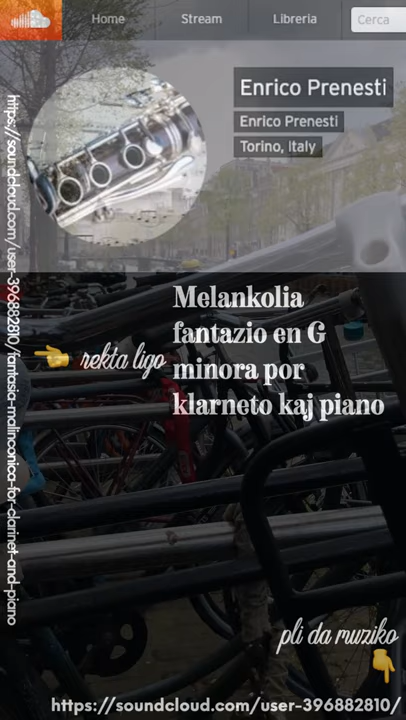 Home Stream Libreria Cerca
Enrico Prenesti
Enrico Prenesti
Torino, Italy
https://soundcloud.com/user-396882810/fantasia-malinconica-for-clarinet-and-piano
Melankolia
fantazio en G
minora por
klarneto kaj piano
👈 rekta ligo
pli da muziko
👇
https://soundcloud.com/user-396882810/